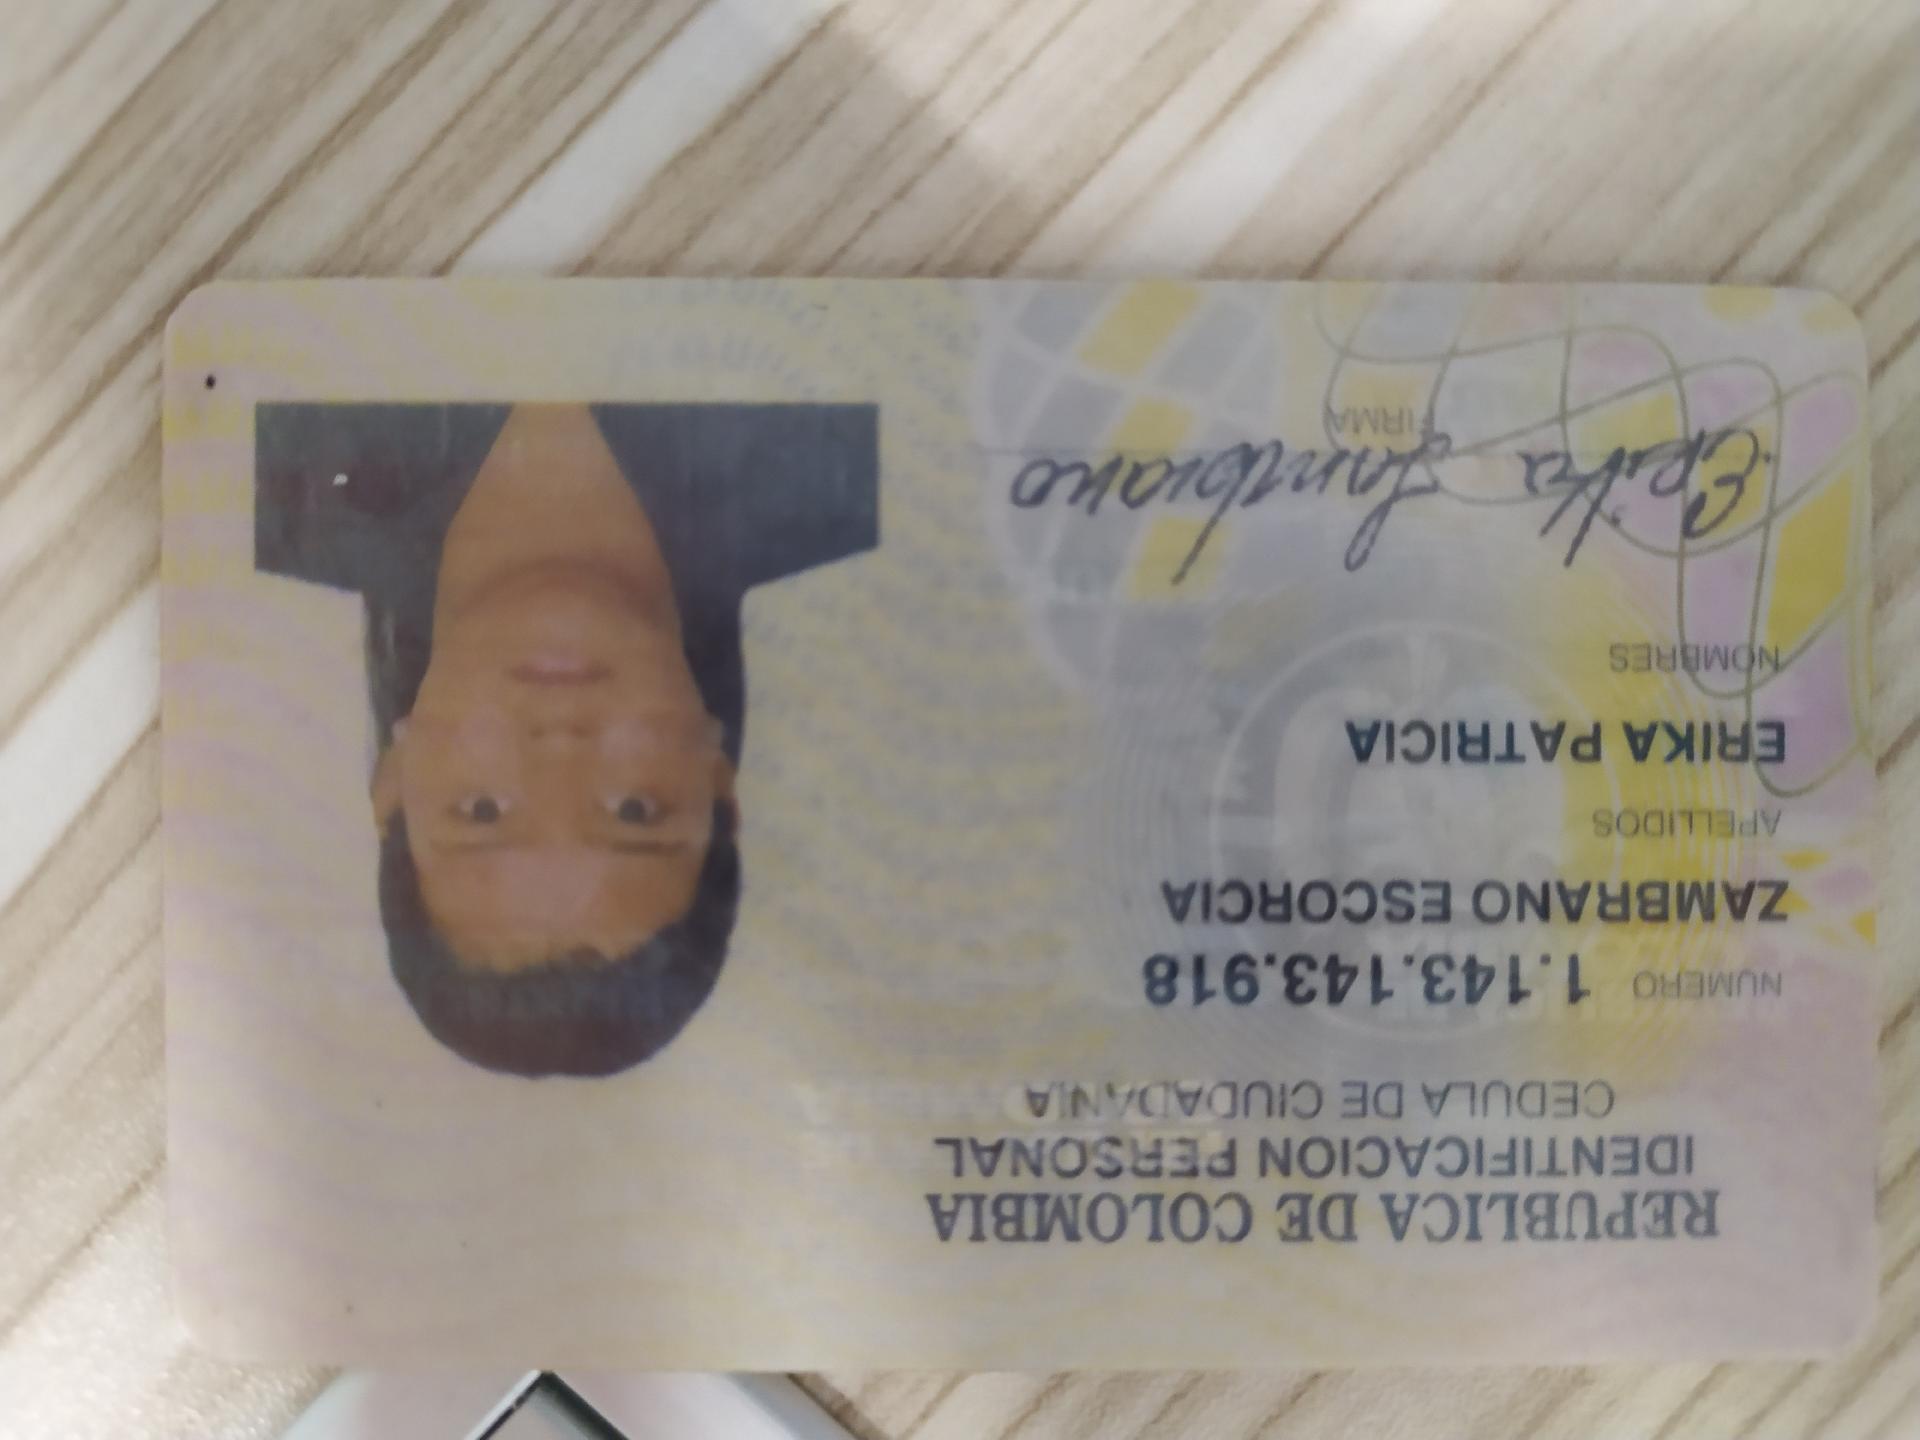 REPUBLICA DE COLOMBIA
IDENTIFICACION PERSONAL
CEDULA DE CIUDADANIA
NUMERO 1.143.143.918
ZAMBRANO ESCORCIA
APELLIDOS
ERIKA PATRICIA
NOMBRES
Erika Zambrano
FIRMA